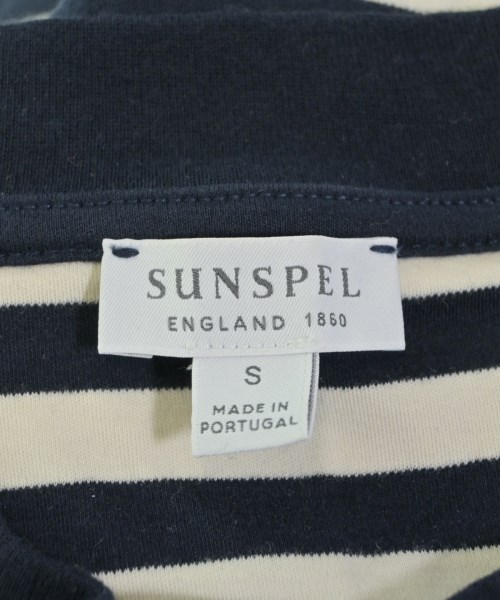 SUNSPEL
ENGLAND 1860
S
MADE IN
PORTUGAL